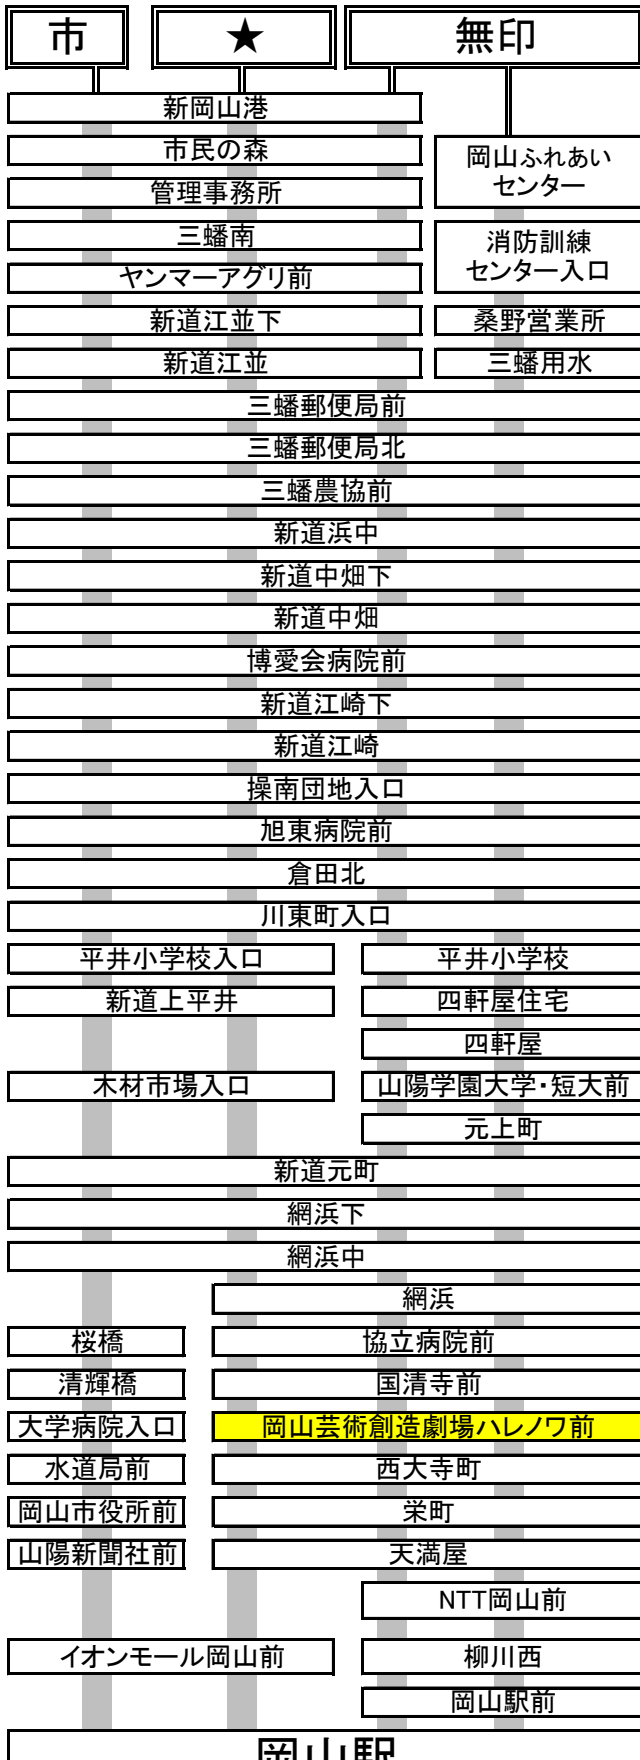 市 ★ 無印
新岡山港
市民の森
岡山ふれあい
センター
管理事務所
三蟠南
消防訓練
センター入口
ヤンマーアグリ前
新道江並下 桑野営業所
新道江並 三蟠用水
三蟠郵便局前
三蟠郵便局北
三蟠農協前
新道浜中
新道中畑下
新道中畑
博愛会病院前
新道江崎下
新道江崎
操南団地入口
旭東病院前
倉田北
川東町入口
平井小学校入口 平井小学校
新道上平井 四軒屋住宅
四軒屋
木材市場入口 山陽学園大学・短大前
元上町
新道元町
網浜下
網浜中
網浜
桜橋 協立病院前
清輝橋 国清寺前
大学病院入口 岡山芸術創造劇場ハレノワ前
水道局前 西大寺町
岡山市役所前 栄町
山陽新聞社前 天満屋
NTT岡山前
イオンモール岡山前 柳川西
岡山駅前
岡山駅